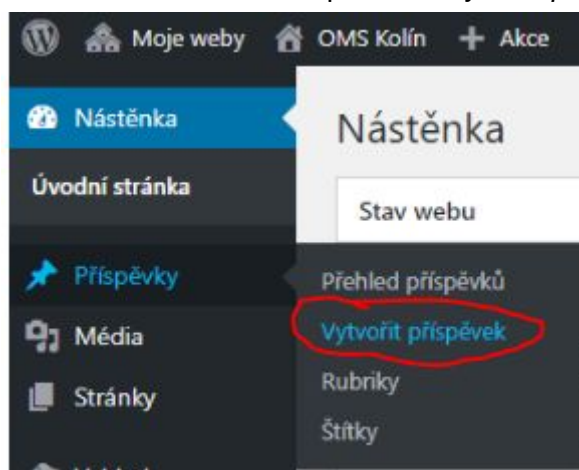 Moje weby OMS Kolín + Akce
Nástěnka
Nástěnka
Úvodní stránka
Stav webu
Příspěvky
Přehled příspěvků
Vytvořit příspěvek
Média
Rubriky
Stránky
Štítky